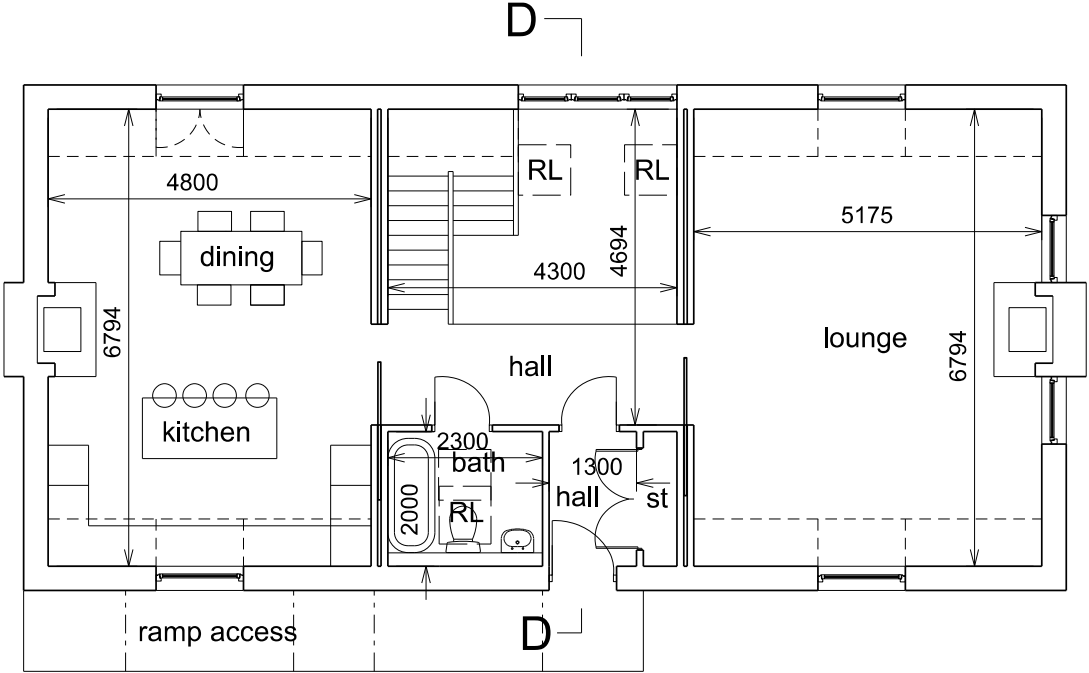 D
RL
RL
4800
5175
dining
4694
4300
6794
lounge
6794
hall
kitchen
2300
bath
1300
2000
hall
st
RL
ramp access
D